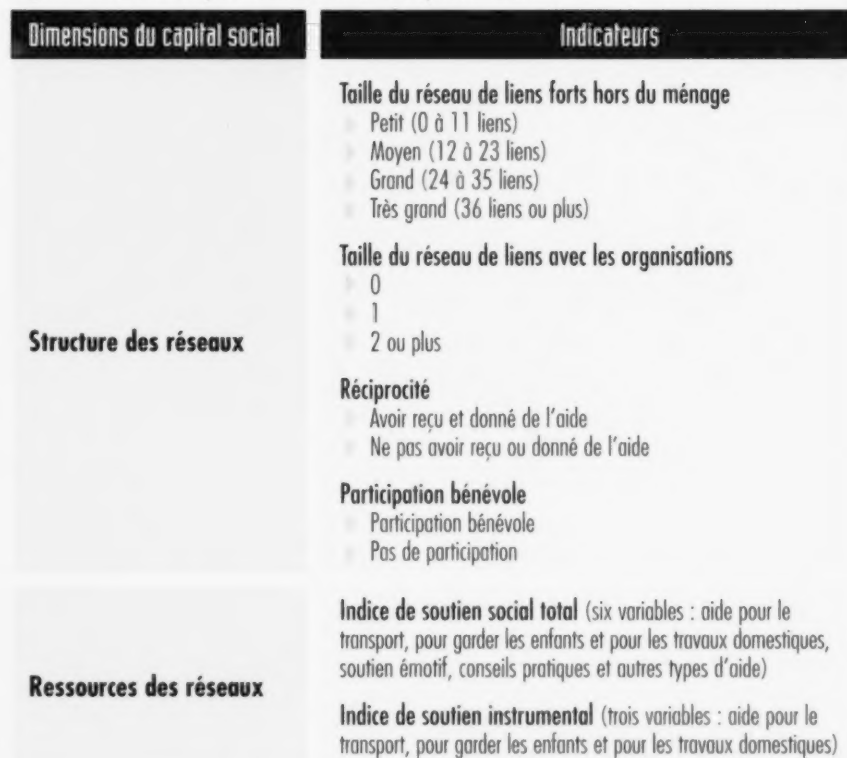 Dimensions du capital social
Indicateurs
Structure des réseaux
Taille du réseau de liens forts hors du ménage
Petit (0 à 11 liens)
Moyen (12 à 23 liens)
Grand (24 à 35 liens)
Très grand (36 liens ou plus)
Taille du réseau de liens avec les organisations
0
1
2 ou plus
Réciprocité
Avoir reçu et donné de l'aide
Ne pas avoir reçu ou donné de l'aide
Participation bénévole
Participation bénévole
Pas de participation
Ressources des réseaux
Indice de soutien social total (six variables : aide pour le
transport, pour garder les enfants et pour les travaux domestiques,
soutien émotif, conseils pratiques et autres types d'aide)
Indice de soutien instrumental (trois variables : aide pour le
transport, pour garder les enfants et pour les travaux domestiques)